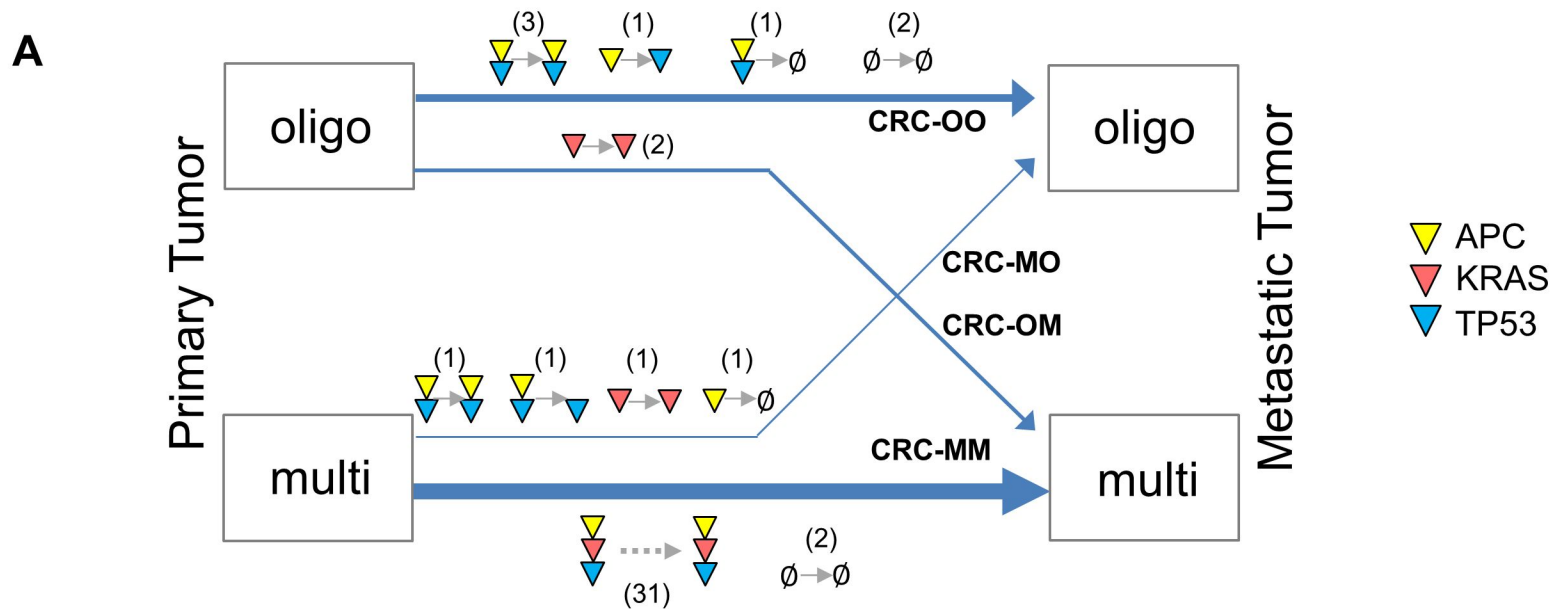 A
(3) (1) (1) (2)
Ø Ø Ø
oligo
CRC-OO
oligo
(2)
Primary Tumor
Metastatic Tumor
APC
KRAS
TP53
CRC-MO
CRC-OM
(1) (1) (1) (1)
Ø
multi
CRC-MM
multi
(2)
Ø Ø
(31)